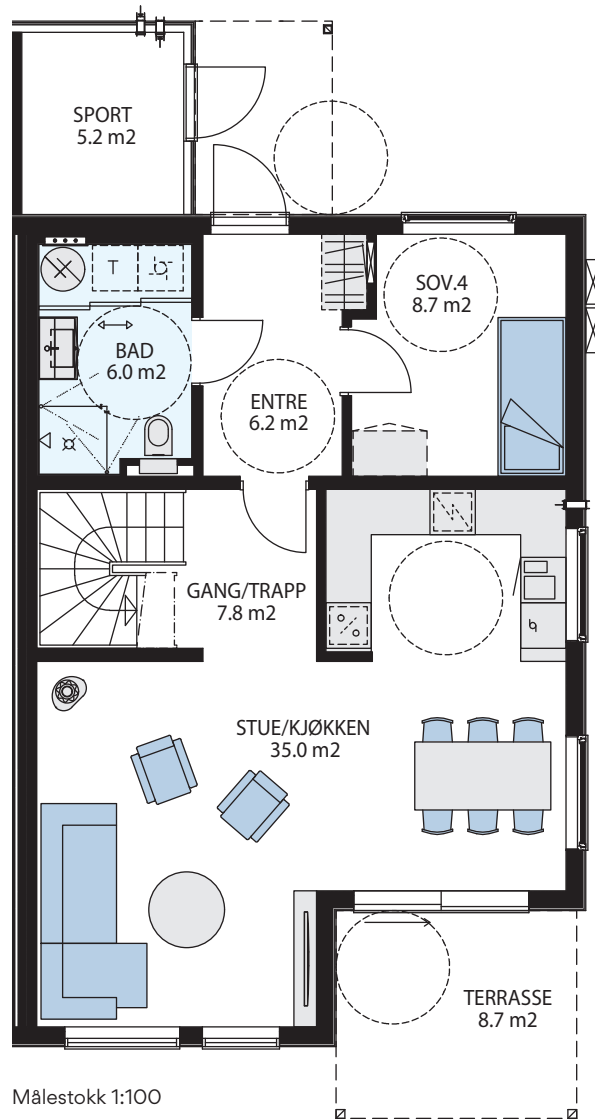 SPORT
5.2 m2
T
SOV.4
8.7 m2
BAD
6.0 m2
ENTRE
6.2 m2
GANG/TRAPP
7.8 m2
STUE/KJØKKEN
35.0 m2
TERRASSE
8.7 m2
Målestokk 1:100